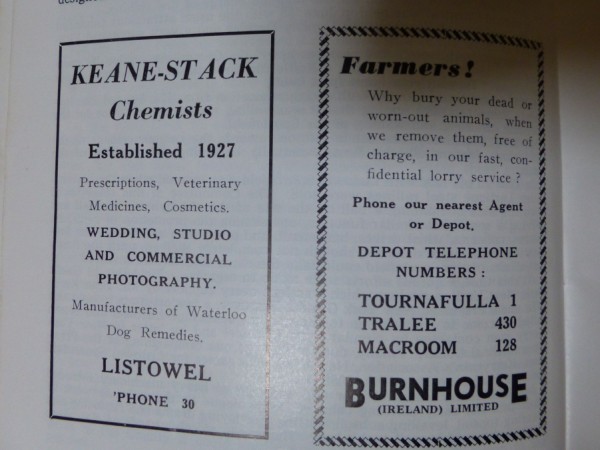 KEANE-STACK
Chemists
Established 1927
Prescriptions, Veterinary
Medicines, Cosmetics.
WEDDING, STUDIO
AND COMMERCIAL
PHOTOGRAPHY.
Manufacturers of Waterloo
Dog Remedies.
LISTOWEL
'PHONE 30
Farmers!
Why bury your dead or
worn-out animals, when
we remove them, free of
charge, in our fast, con-
fidential lorry service ?
Phone our nearest Agent
or Depot.
DEPOT TELEPHONE
NUMBERS :
TOURNAFULLA 1
TRALEE 430
MACROOM 128
BURNHOUSE
(IRELAND) LIMITED